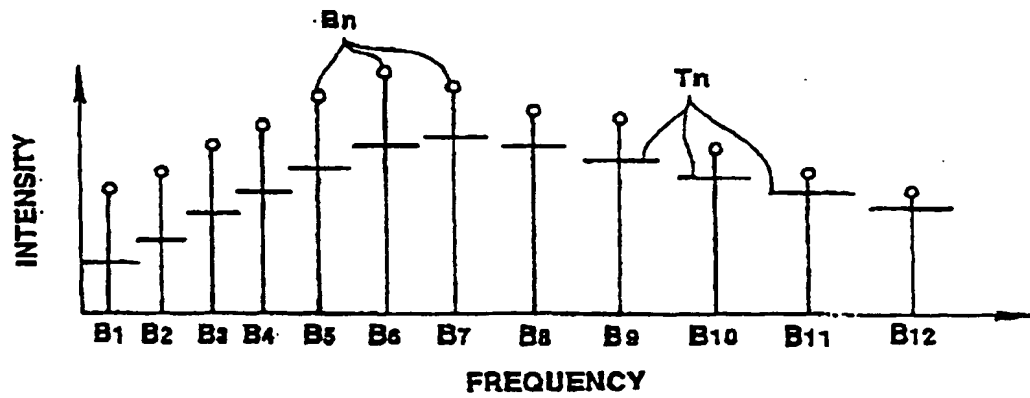 Bn
Tn
INTENSITY
B1 B2 B3 B4 B5 B6 B7 B8 B9 B10 B11 B12
FREQUENCY